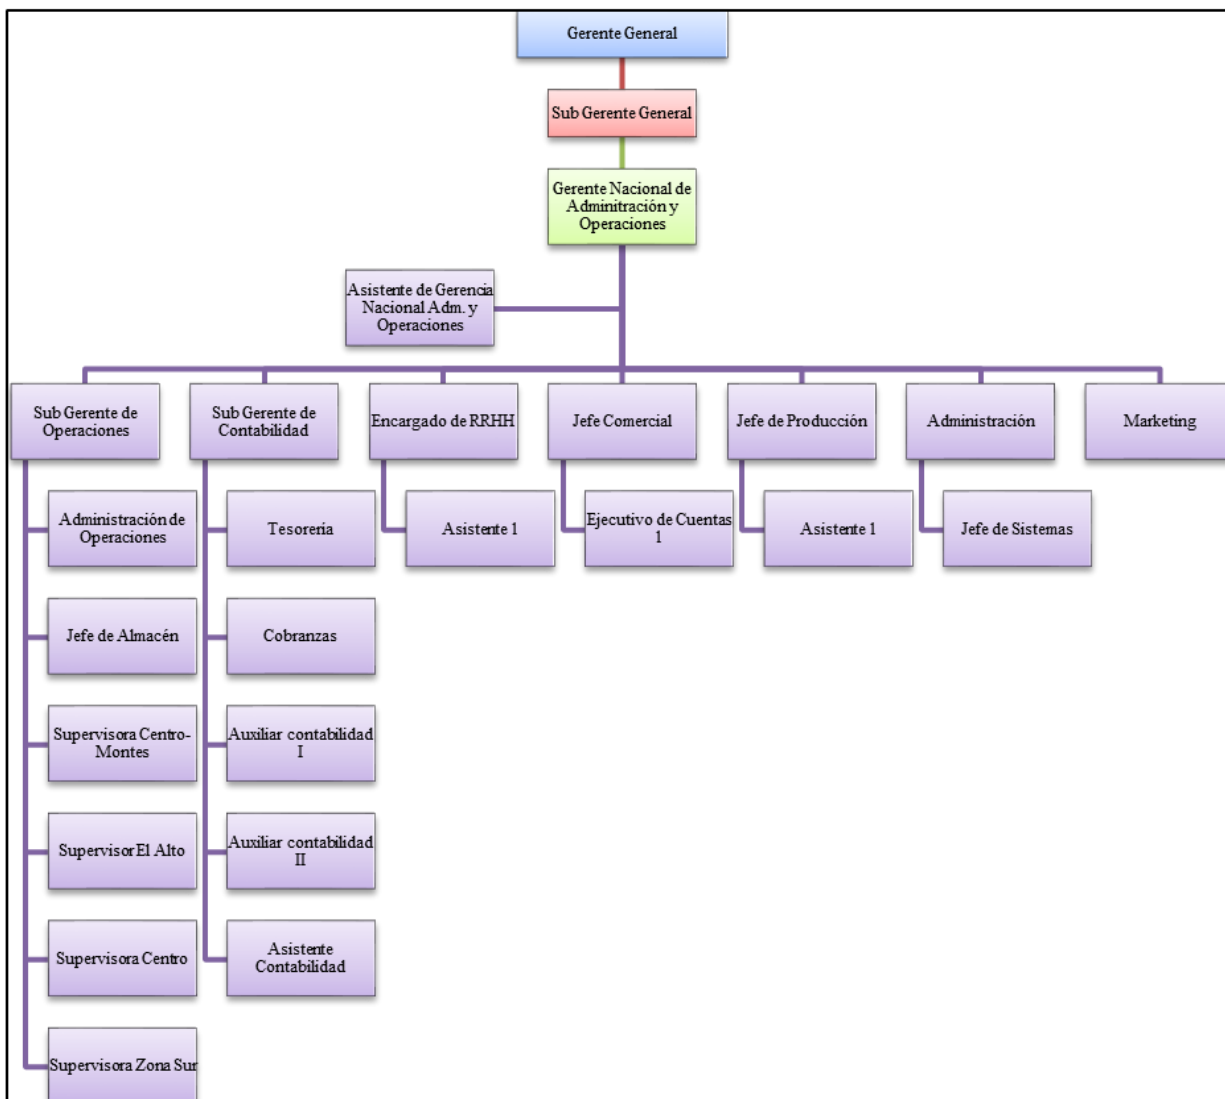 Gerente General
Sub Gerente General
Gerente Nacional de
Adminitración y
Operaciones
Asistente de Gerencia
Nacional Adm. y
Operaciones
Sub Gerente de
Operaciones
Sub Gerente de
Contabilidad
Encargado de RRHH
Jefe Comercial
Jefe de Producción
Administración
Marketing
Administración de
Operaciones
Tesorería
Asistente 1
Ejecutivo de Cuentas
1
Asistente 1
Jefe de Sistemas
Jefe de Almacén
Cobranzas
Supervisora Centro-
Montes
Auxiliar contabilidad
I
Supervisor El Alto
Auxiliar contabilidad
II
Supervisora Centro
Asistente
Contabilidad
Supervisora Zona Sur